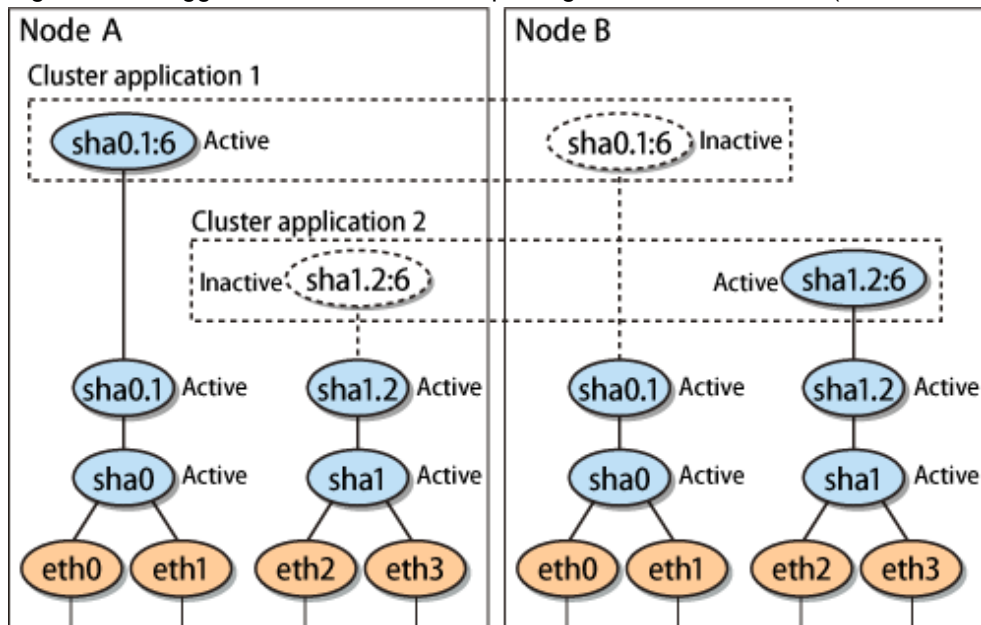 Node A
Node B
Cluster application 1
sha0.1:6 Active
sha0.1:6 Inactive
Cluster application 2
Inactive sha1.2:6
Active sha1.2:6
sha0.1 Active
sha1.2 Active
sha0.1 Active
sha1.2 Active
sha0 Active
sha1 Active
sha0 Active
sha1 Active
eth0
eth1
eth2
eth3
eth0
eth1
eth2
eth3